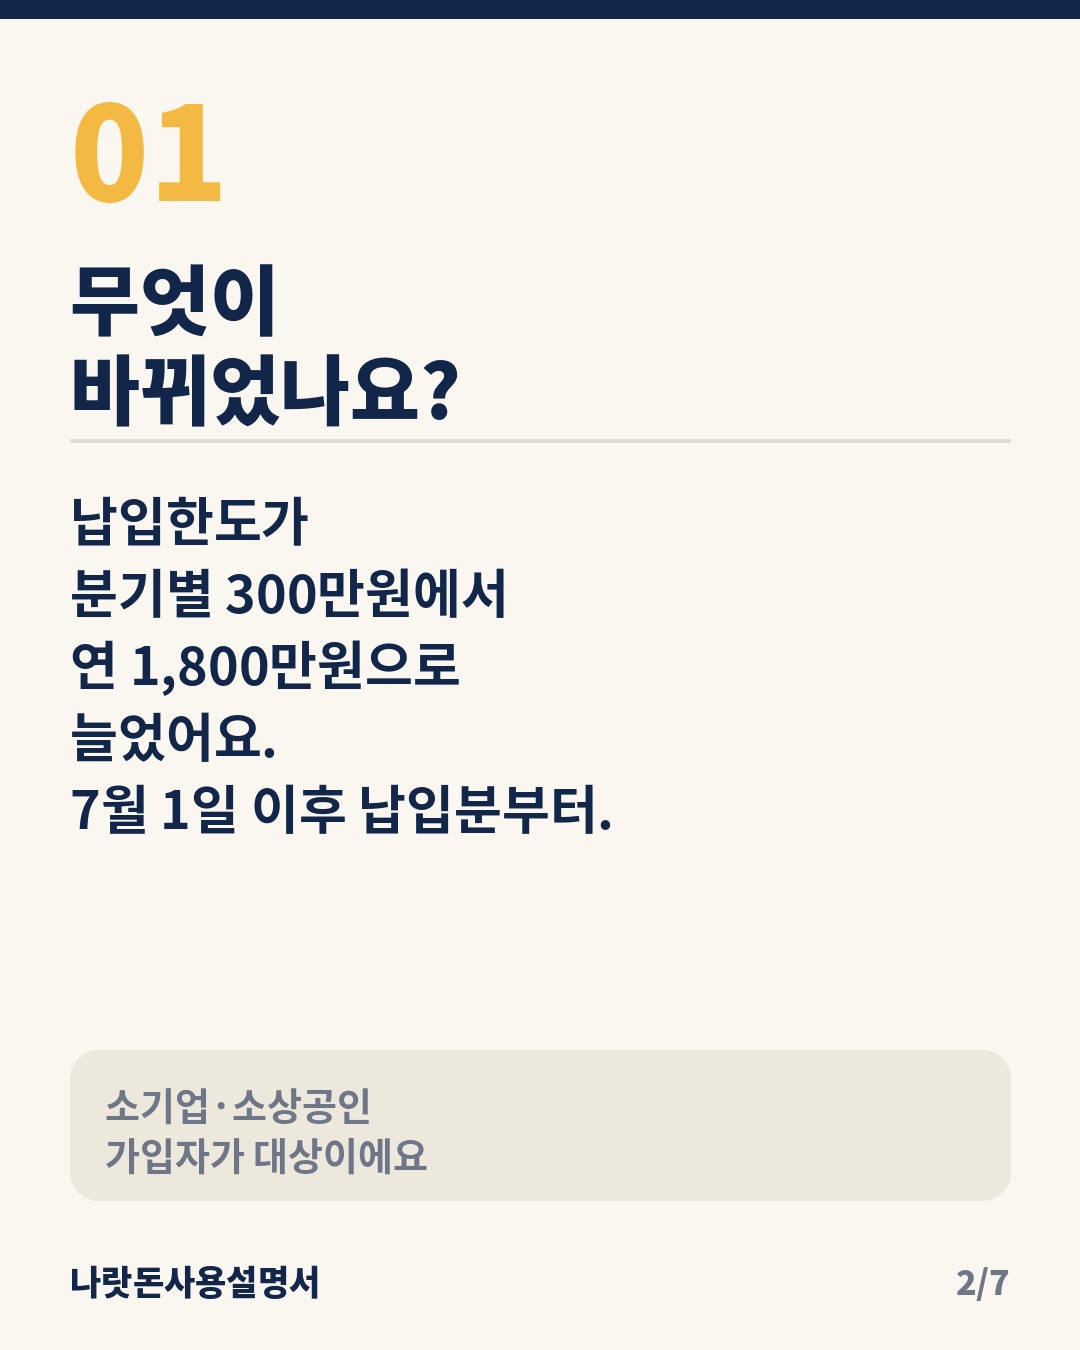 01
무엇이
바뀌었나요?
납입한도가
분기별 300만원에서
연 1,800만원으로
늘었어요.
7월 1일 이후 납입분부터.
소기업·소상공인
가입자가 대상이에요
나랏돈사용설명서
2/7